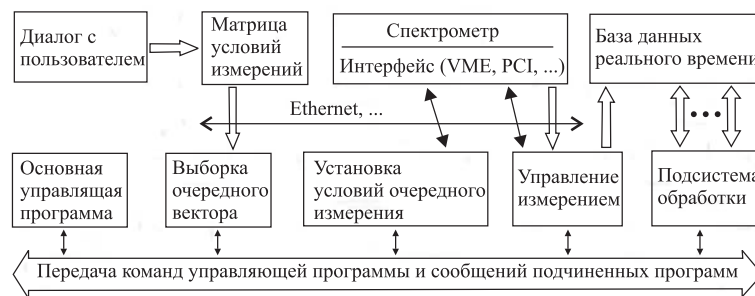 Диалог с
пользователем
Матрица
условий
измерений
Спектрометр
Интерфейс (VME, PCI, ...)
База данных
реального времени
Ethernet, ...
Основная
управлящая
программа
Выборка
очередного
вектора
Установка
условий очередного
измерения
Управление
измерением
Подсистема
обработки
Передача команд управляющей программы и сообщений подчиненных программ